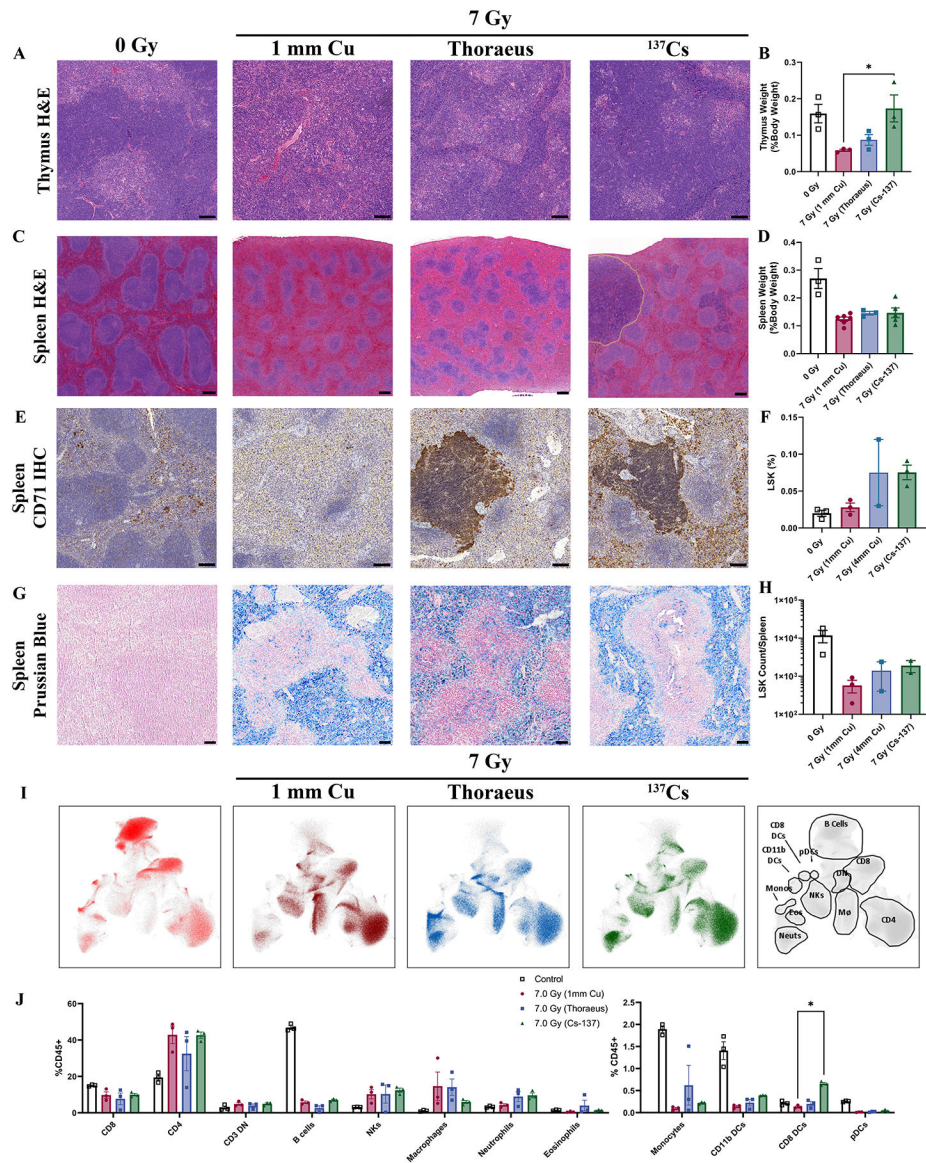 7 Gy
0 Gy
1 mm Cu
Thoraeus
137Cs
A
Thymus H&E
B
Thymus Weight
(%Body Weight)
0.3
0.2
0.1
0.0
*
0 Gy
7 Gy (1 mm Cu)
7 Gy (Thoraeus)
7 Gy (Cs-137)
C
Spleen H&E
D
Spleen Weight
(%Body Weight)
0.4
0.3
0.2
0.1
0.0
0 Gy
7 Gy (1 mm Cu)
7 Gy (Thoraeus)
7 Gy (Cs-137)
E
Spleen
CD71 IHC
F
LSK (%)
0.15
0.10
0.05
0.00
0 Gy
7 Gy (1mm Cu)
7 Gy (4mm Cu)
7 Gy (Cs-137)
G
Spleen
Prussian Blue
H
LSK Count/Spleen
1×10^5
1×10^4
1×10^3
1×10^2
0 Gy
7 Gy (1mm Cu)
7 Gy (4mm Cu)
7 Gy (Cs-137)
7 Gy
I
1 mm Cu
Thoraeus
137Cs
B Cells
CD8
DCs
CD11b
DCs
pDCs
CD8
DN
Monos
NKs
Eos
Mø
CD4
Neuts
J
Control
7.0 Gy (1mm Cu)
7.0 Gy (Thoraeus)
7.0 Gy (Cs-137)
%CD45+
60
40
20
0
CD8
CD4
CD3 DN
B cells
NKs
Macrophages
Neutrophils
Eosinophils
% CD45+
2.5
2.0
1.5
1.0
0.5
0.0
*
Monocytes
CD11b DCs
CD8 DCs
pDCs